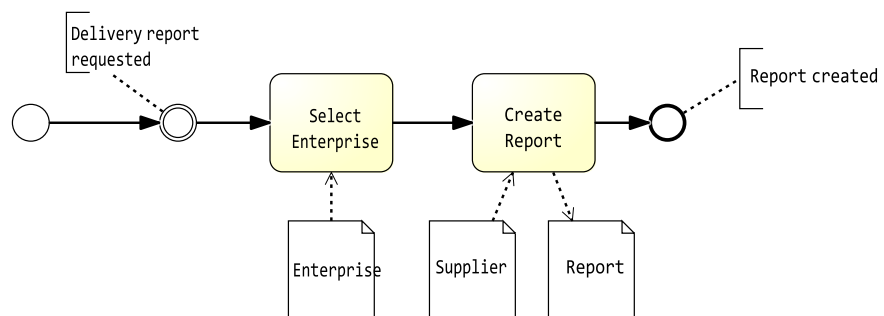 Delivery report
requested
Report created
Select
Enterprise
Create
Report
Enterprise
Supplier
Report